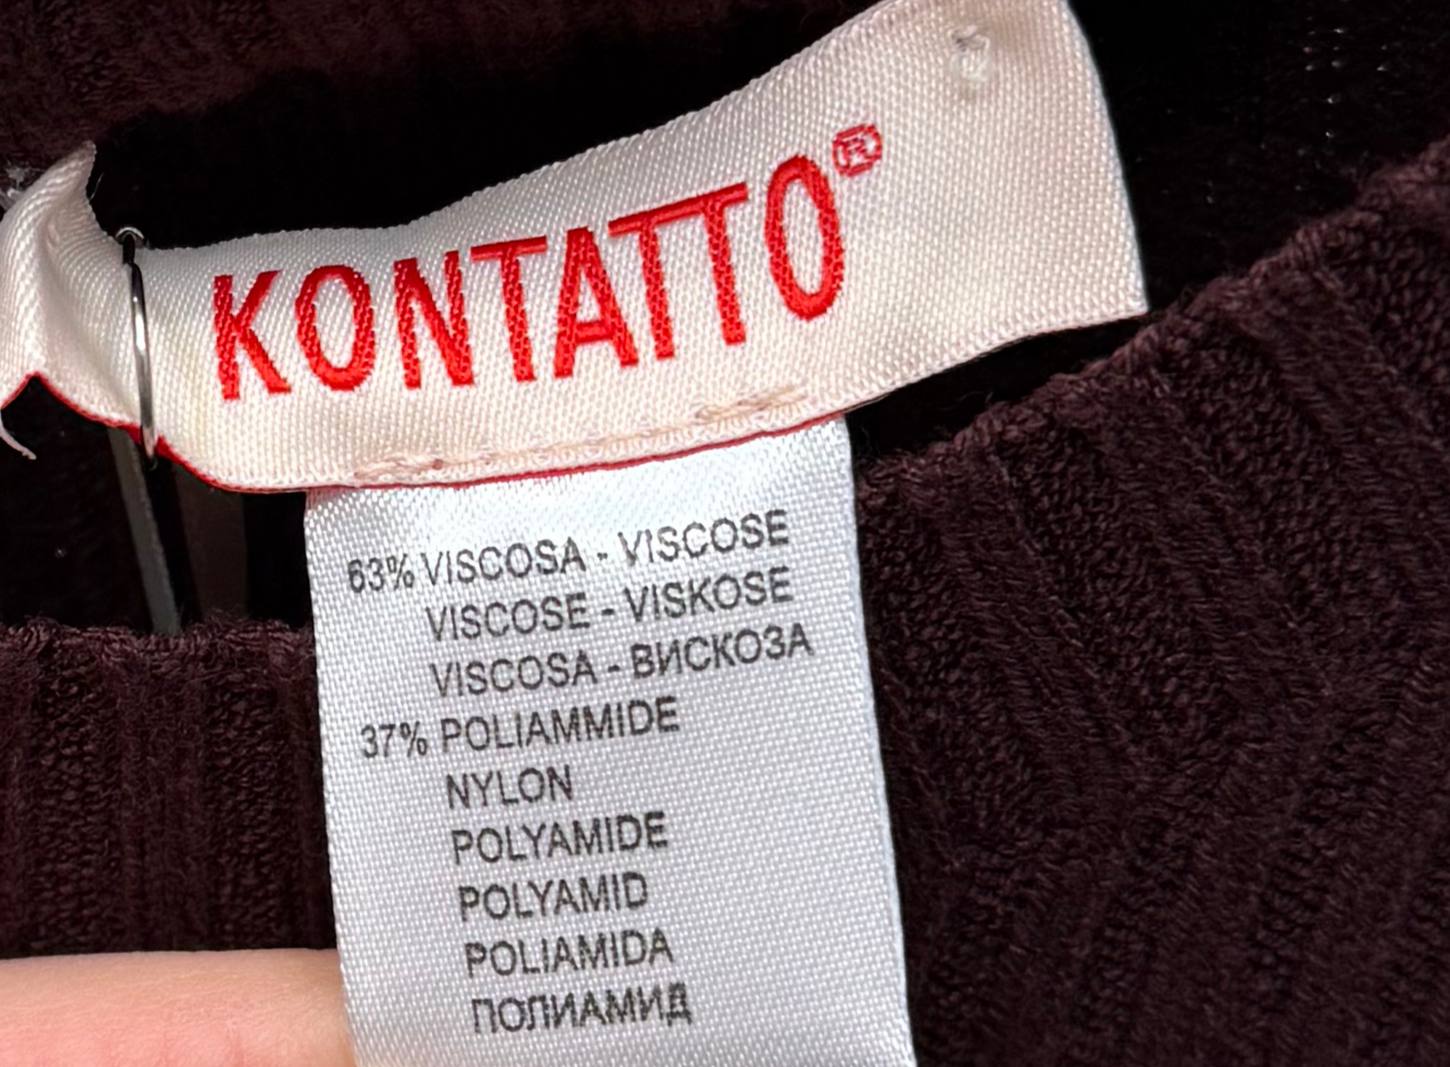 KONTATTO®
63% VISCOSA - VISCOSE
VISCOSE - VISKOSE
VISCOSA - ВИСКОЗА
37% POLIAMMIDE
NYLON
POLYAMIDE
POLYAMID
POLIAMIDA
ПОЛИАМИД